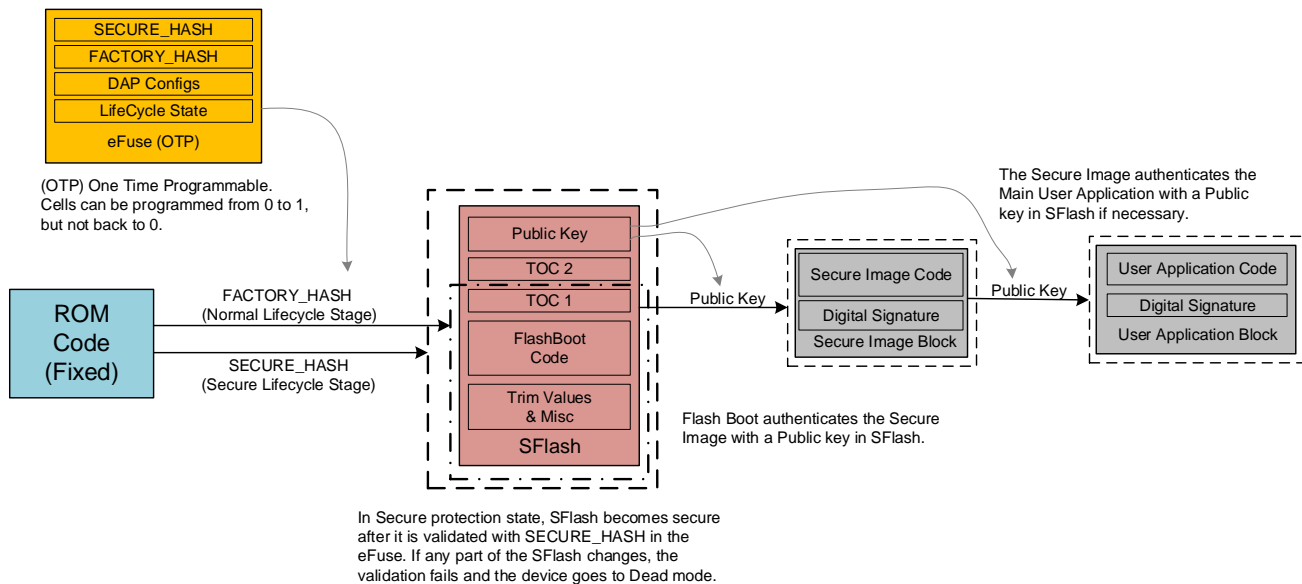 SECURE_HASH
FACTORY_HASH
DAP Configs
LifeCycle State
eFuse (OTP)
(OTP) One Time Programmable.
Cells can be programmed from 0 to 1,
but not back to 0.
ROM
Code
(Fixed)
FACTORY_HASH
(Normal Lifecycle Stage)
SECURE_HASH
(Secure Lifecycle Stage)
Public Key
TOC 2
TOC 1
FlashBoot
Code
Trim Values
& Misc
SFlash
In Secure protection state, SFlash becomes secure
after it is validated with SECURE_HASH in the
eFuse. If any part of the SFlash changes, the
validation fails and the device goes to Dead mode.
Public Key
Secure Image Code
Digital Signature
Secure Image Block
Flash Boot authenticates the Secure
Image with a Public key in SFlash.
The Secure Image authenticates the
Main User Application with a Public
key in SFlash if necessary.
Public Key
User Application Code
Digital Signature
User Application Block